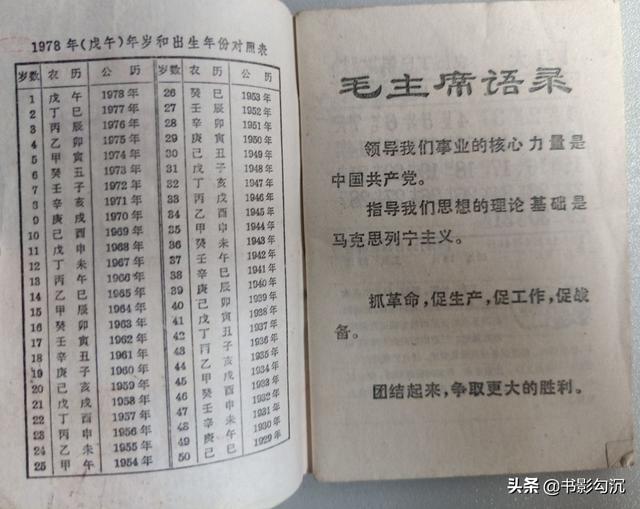 1978年(戊午)年岁和出生年份对照表
岁数 农历 公历 岁数 农历 公历
1 戊午 1978年 26 癸巳 1953年
2 丁巳 1977年 27 壬辰 1952年
3 丙辰 1976年 28 辛卯 1951年
4 乙卯 1975年 29 庚寅 1950年
5 甲寅 1974年 30 己丑 1949年
6 癸丑 1973年 31 戊子 1948年
7 壬子 1972年 32 丁亥 1947年
8 辛亥 1971年 33 丙戌 1946年
9 庚戌 1970年 34 乙酉 1945年
10 己酉 1969年 35 甲申 1944年
11 戊申 1968年 36 癸未 1943年
12 丁未 1967年 37 壬午 1942年
13 丙午 1966年 38 辛巳 1941年
14 乙巳 1965年 39 庚辰 1940年
15 甲辰 1964年 40 己卯 1939年
16 癸卯 1963年 41 戊寅 1938年
17 壬寅 1962年 42 丁丑 1937年
18 辛丑 1961年 43 丙子 1936年
19 庚子 1960年 44 乙亥 1935年
20 己亥 1959年 45 甲戌 1934年
21 戊戌 1958年 46 癸酉 1933年
22 丁酉 1957年 47 壬申 1932年
23 丙申 1956年 48 辛未 1931年
24 乙未 1955年 49 庚午 1930年
25 甲午 1954年 50 己巳 1929年
毛主席语录
领导我们事业的核心力量是
中国共产党。
指导我们思想的理论基础是
马克思列宁主义。
抓革命,促生产,促工作,促战
备。
团结起来,争取更大的胜利。
头条 @书影勾沉